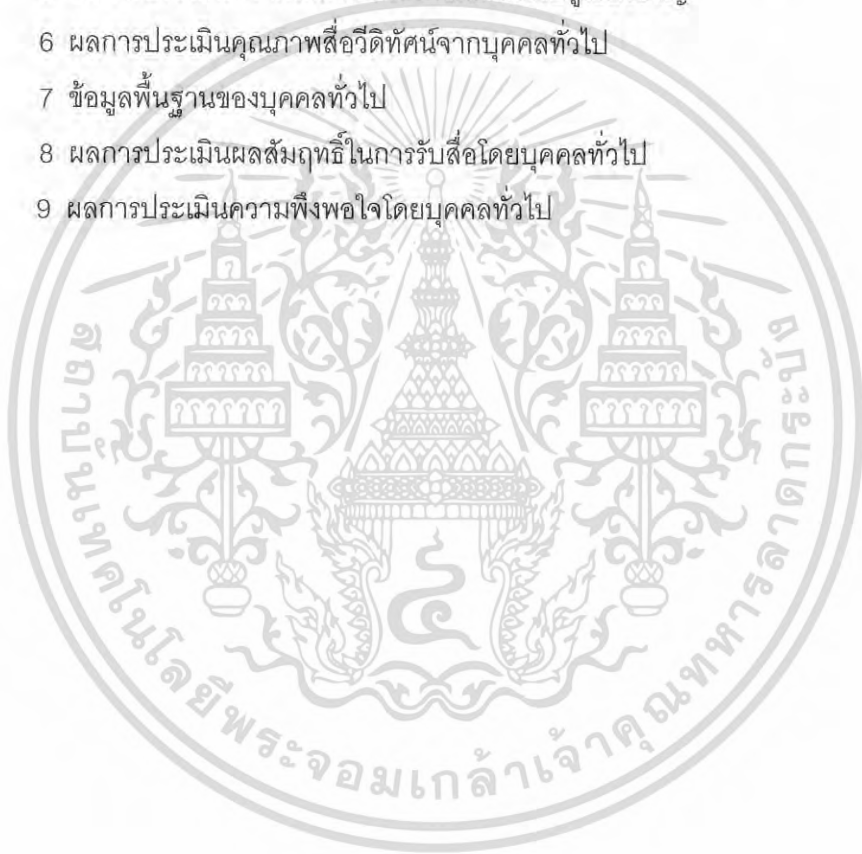 6 ผลการประเมินคุณภาพสื่อวีดิทัศน์จากบุคคลทั่วไป
7 ข้อมูลพื้นฐานของบุคคลทั่วไป
8 ผลการประเมินผลสัมฤทธิ์ในการรับสื่อโดยบุคคลทั่วไป
9 ผลการประเมินความพึงพอใจโดยบุคคลทั่วไป
สถาบันเทคโนโลยีพระจอมเกล้าเจ้าคุณทหารลาดกระบัง